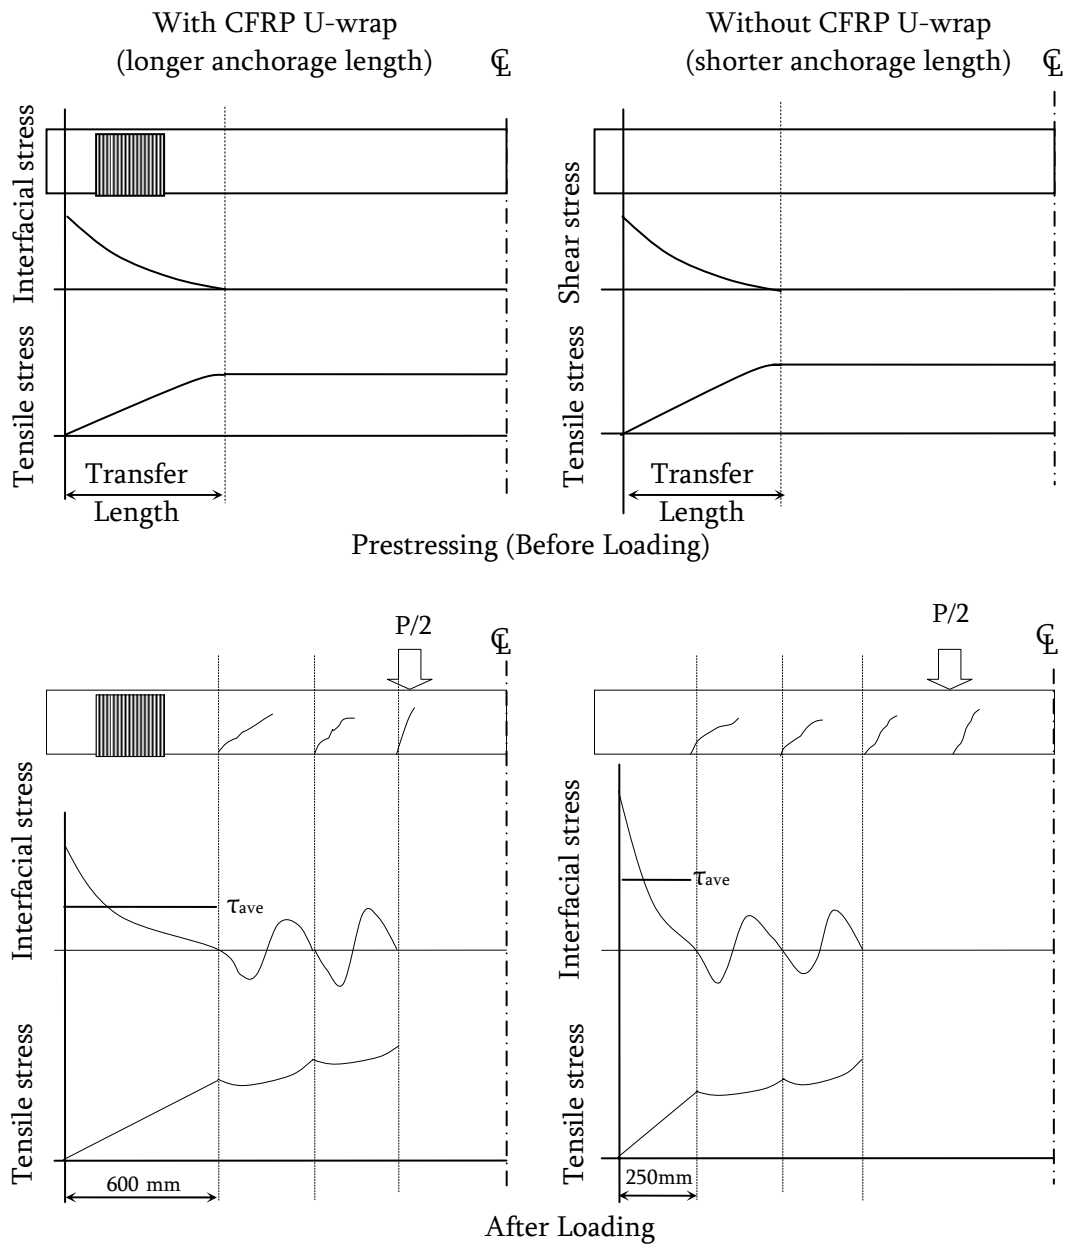 With CFRP U-wrap
(longer anchorage length)
℄
Without CFRP U-wrap
(shorter anchorage length)
℄
Interfacial stress
Shear stress
Tensile stress
Tensile stress
Transfer
Length
Transfer
Length
Prestressing (Before Loading)
P/2
℄
P/2
℄
Interfacial stress
τave
Interfacial stress
τave
Tensile stress
Tensile stress
600 mm
250mm
After Loading